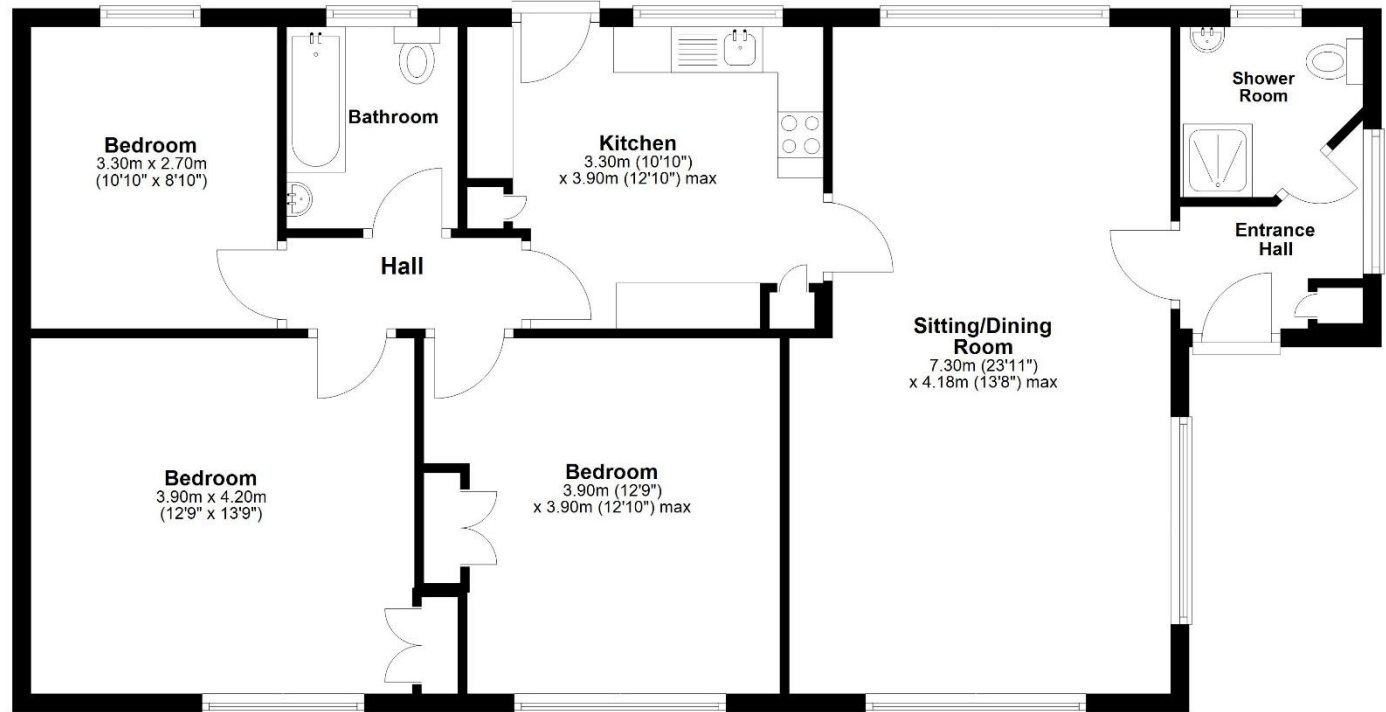 Bedroom
3.30m x 2.70m
(10'10" x 8'10")
Bathroom
Kitchen
3.30m (10'10")
x 3.90m (12'10") max
Shower
Room
Hall
Entrance
Hall
Sitting/Dining
Room
7.30m (23'11")
x 4.18m (13'8") max
Bedroom
3.90m x 4.20m
(12'9" x 13'9")
Bedroom
3.90m (12'9")
x 3.90m (12'10") max